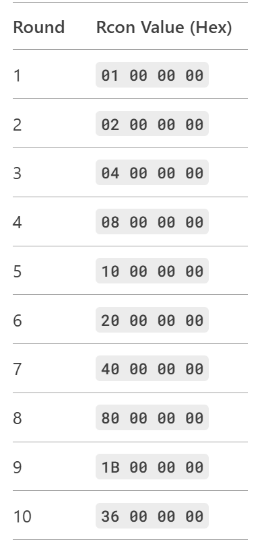 Round Rcon Value (Hex)
1 01 00 00 00
2 02 00 00 00
3 04 00 00 00
4 08 00 00 00
5 10 00 00 00
6 20 00 00 00
7 40 00 00 00
8 80 00 00 00
9 1B 00 00 00
10 36 00 00 00